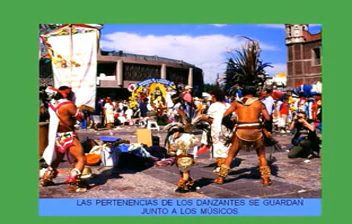 LAS PERTENENCIAS DE LOS DANZANTES SE GUARDAN
JUNTO A LOS MÚSICOS